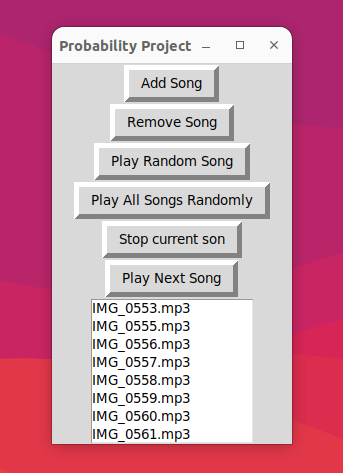 Probability Project
Add Song
Remove Song
Play Random Song
Play All Songs Randomly
Stop current son
Play Next Song
IMG_0553.mp3
IMG_0555.mp3
IMG_0556.mp3
IMG_0557.mp3
IMG_0558.mp3
IMG_0559.mp3
IMG_0560.mp3
IMG_0561.mp3